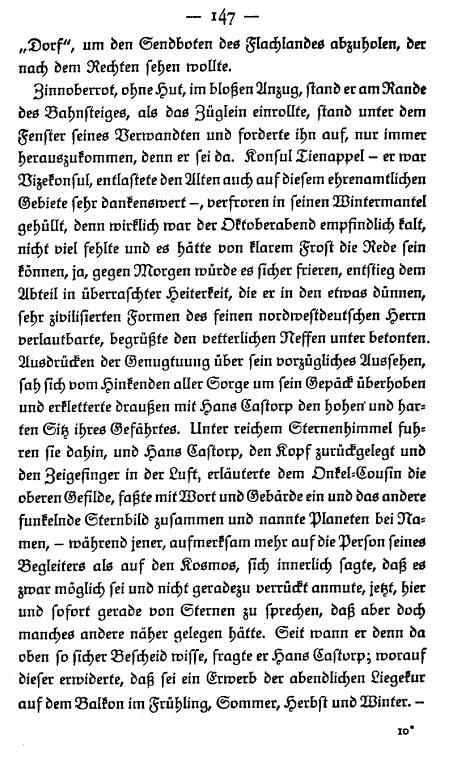 — 147 —
„Dorf“, um den Sendboten des Flachlandes abzuholen, der
nach dem Rechten sehen wollte.
Zinnoberrot, ohne Hut, im bloßen Anzug, stand er am Rande
des Bahnsteiges, als das Züglein einrollte, stand unter dem
Fenster seines Verwandten und forderte ihn auf, nur immer
herauszukommen, denn er sei da. Konsul Tienappel – er war
Vizekonsul, entlastete den Alten auch auf diesem ehrenamtlichen
Gebiete sehr dankenswert –, verfroren in seinen Wintermantel
gehüllt, denn wirklich war der Oktoberabend empfindlich kalt,
nicht viel fehlte und es hätte von klarem Frost die Rede sein
können, ja, gegen Morgen würde es sicher frieren, entstieg dem
Abteil in überraschter Heiterkeit, die er in den etwas dünnen,
sehr zivilisierten Formen des feinen nordwestdeutschen Herrn
verlautbarte, begrüßte den vetterlichen Neffen unter betonten.
Ausdrücken der Genugtuung über sein vorzügliches Aussehen,
sah sich vom Hinkenden aller Sorge um sein Gepäck überhoben
und erkletterte draußen mit Hans Castorp den hohen und har-
ten Sitz ihres Gefährtes. Unter reichem Sternenhimmel fuh-
ren sie dahin, und Hans Castorp, den Kopf zurückgelegt und
den Zeigefinger in der Luft, erläuterte dem Onkel-Cousin die
oberen Gefilde, faßte mit Wort und Gebärde ein und das andere
funkelnde Sternbild zusammen und nannte Planeten bei Na-
men, – während jener, aufmerksam mehr auf die Person seines
Begleiters als auf den Kosmos, sich innerlich sagte, daß es
zwar möglich sei und nicht geradezu verrückt anmute, jetzt, hier
und sofort gerade von Sternen zu sprechen, daß aber doch
manches andere näher gelegen hätte. Seit wann er denn da
oben so sicher Bescheid wisse, fragte er Hans Castorp; worauf
dieser erwiderte, daß sei ein Erwerb der abendlichen Liegekur
auf dem Balkon im Frühling, Sommer, Herbst und Winter. –
10*